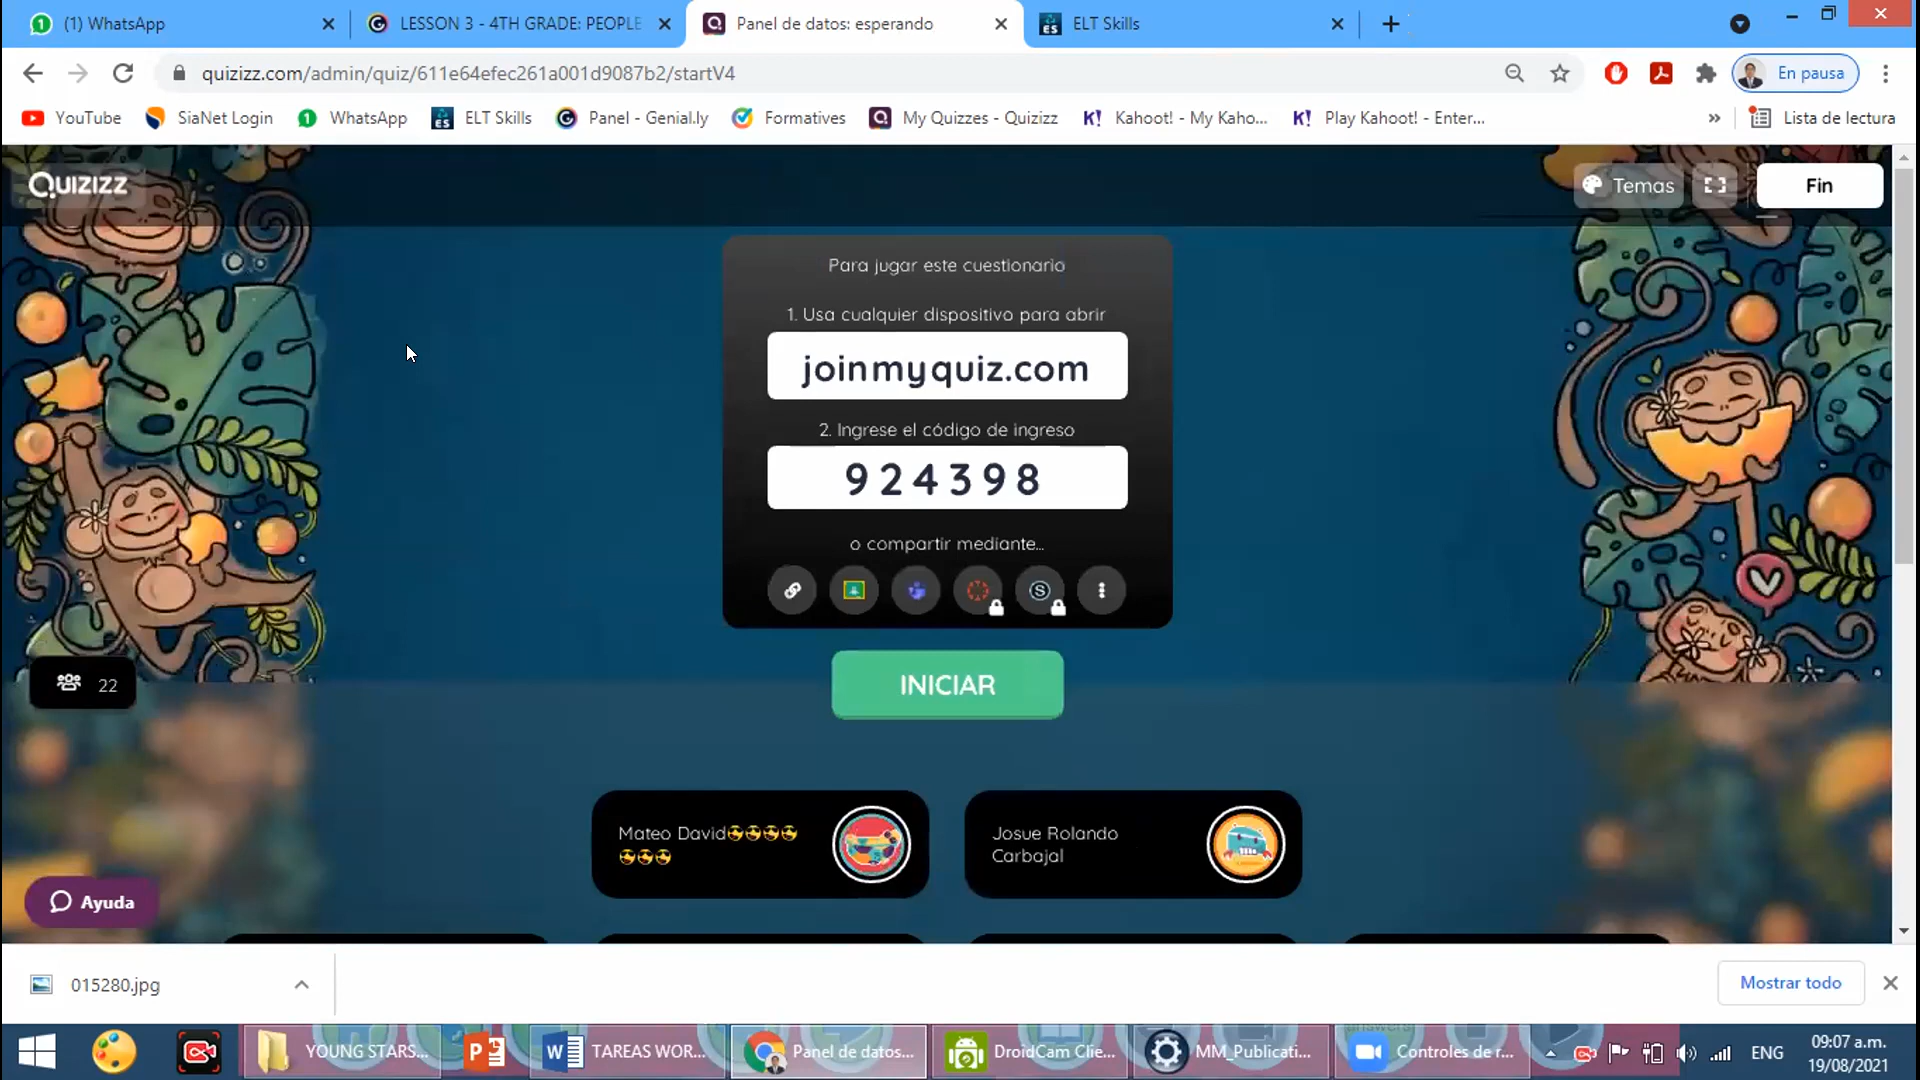 (1) WhatsApp
LESSON 3 - 4TH GRADE: PEOPLE
Panel de datos: esperando
ELT Skills
quizizz.com/admin/quiz/611e64efec261a001d9087b2/startV4
En pausa
YouTube
SiaNet Login
WhatsApp
ELT Skills
Panel - Genial.ly
Formatives
My Quizzes - Quizizz
Kahoot! - My Kaho...
Play Kahoot! - Enter...
Lista de lectura
Quizizz
Temas
Fin
Para jugar este cuestionario
1. Usa cualquier dispositivo para abrir
joinmyquiz.com
2. Ingrese el código de ingreso
924398
o compartir mediante...
INICIAR
22
Mateo David😎😎😎😎
😎😎😎
Josue Rolando
Carbajal
Ayuda
015280.jpg
Mostrar todo
YOUNG STARS...
TAREAS WOR...
Panel de datos...
DroidCam Clie...
MM_Publicati...
Controles de r...
ENG
09:07 a.m.
19/08/2021